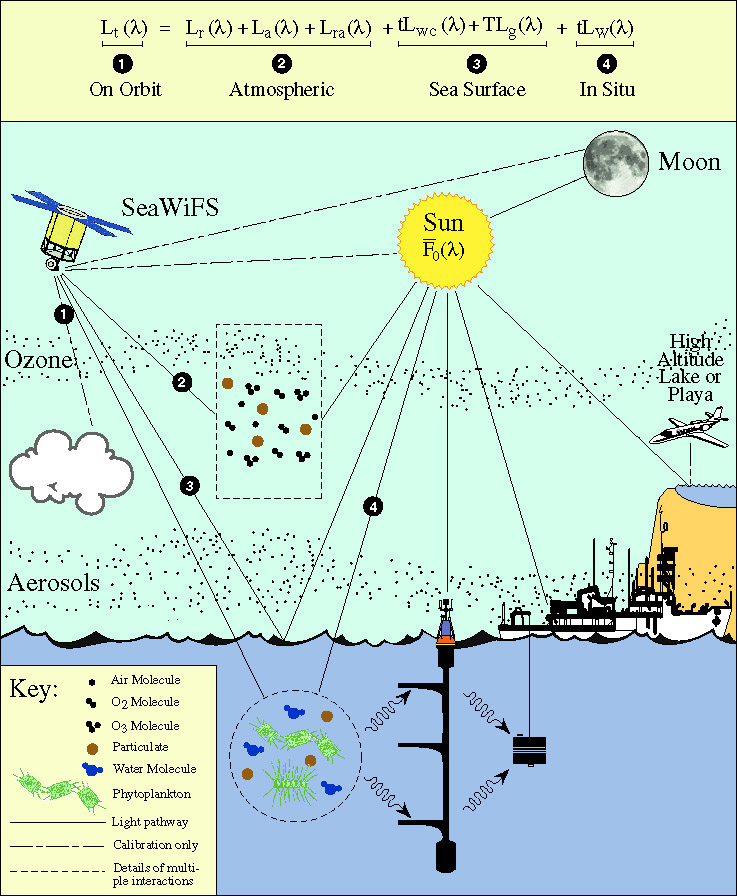 Lt (λ) = Lr (λ) + La (λ) + Lra (λ) + tLwc (λ) + TLg (λ) + tLw (λ)
1 2 3 4
On Orbit Atmospheric Sea Surface In Situ
Moon
SeaWiFS
Sun
F̅0(λ)
1
Ozone
High
Altitude
Lake or
Playa
2
3
4
Aerosols
Key:
Air Molecule
O2 Molecule
O3 Molecule
Particulate
Water Molecule
Phytoplankton
Light pathway
Calibration only
Details of multi-
ple interactions